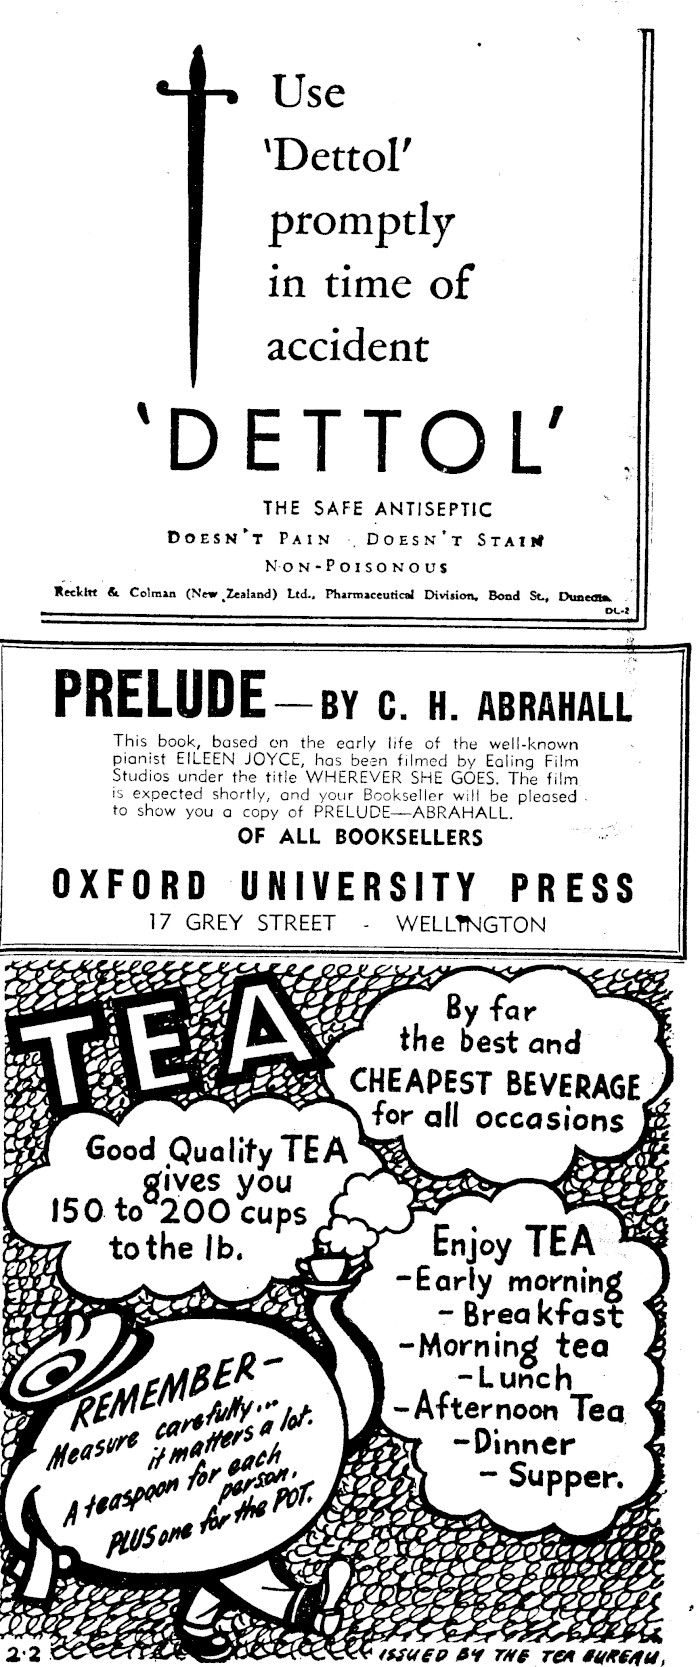 Use
'Dettol'
promptly
in time of
accident
'DETTOL'
THE SAFE ANTISEPTIC
DOESN'T PAIN · DOESN'T STAIN
NON-POISONOUS
Reckitt & Colman (New Zealand) Ltd., Pharmaceutical Division, Bond St., Dunedin
DL-2
PRELUDE — BY C. H. ABRAHALL
This book, based on the early life of the well-known
pianist EILEEN JOYCE, has been filmed by Ealing Film
Studios under the title WHEREVER SHE GOES. The film
is expected shortly, and your Bookseller will be pleased
to show you a copy of PRELUDE—ABRAHALL.
OF ALL BOOKSELLERS
OXFORD UNIVERSITY PRESS
17 GREY STREET - WELLINGTON
TEA
By far
the best and
CHEAPEST BEVERAGE
for all occasions
Good Quality TEA
gives you
150 to 200 cups
to the lb.
Enjoy TEA
-Early morning
-Breakfast
-Morning tea
-Lunch
-Afternoon Tea
-Dinner
-Supper.
REMEMBER-
Measure carefully...
it matters a lot.
A teaspoon for each
person,
PLUS one for the POT.
2·2
ISSUED BY THE TEA BUREAU,